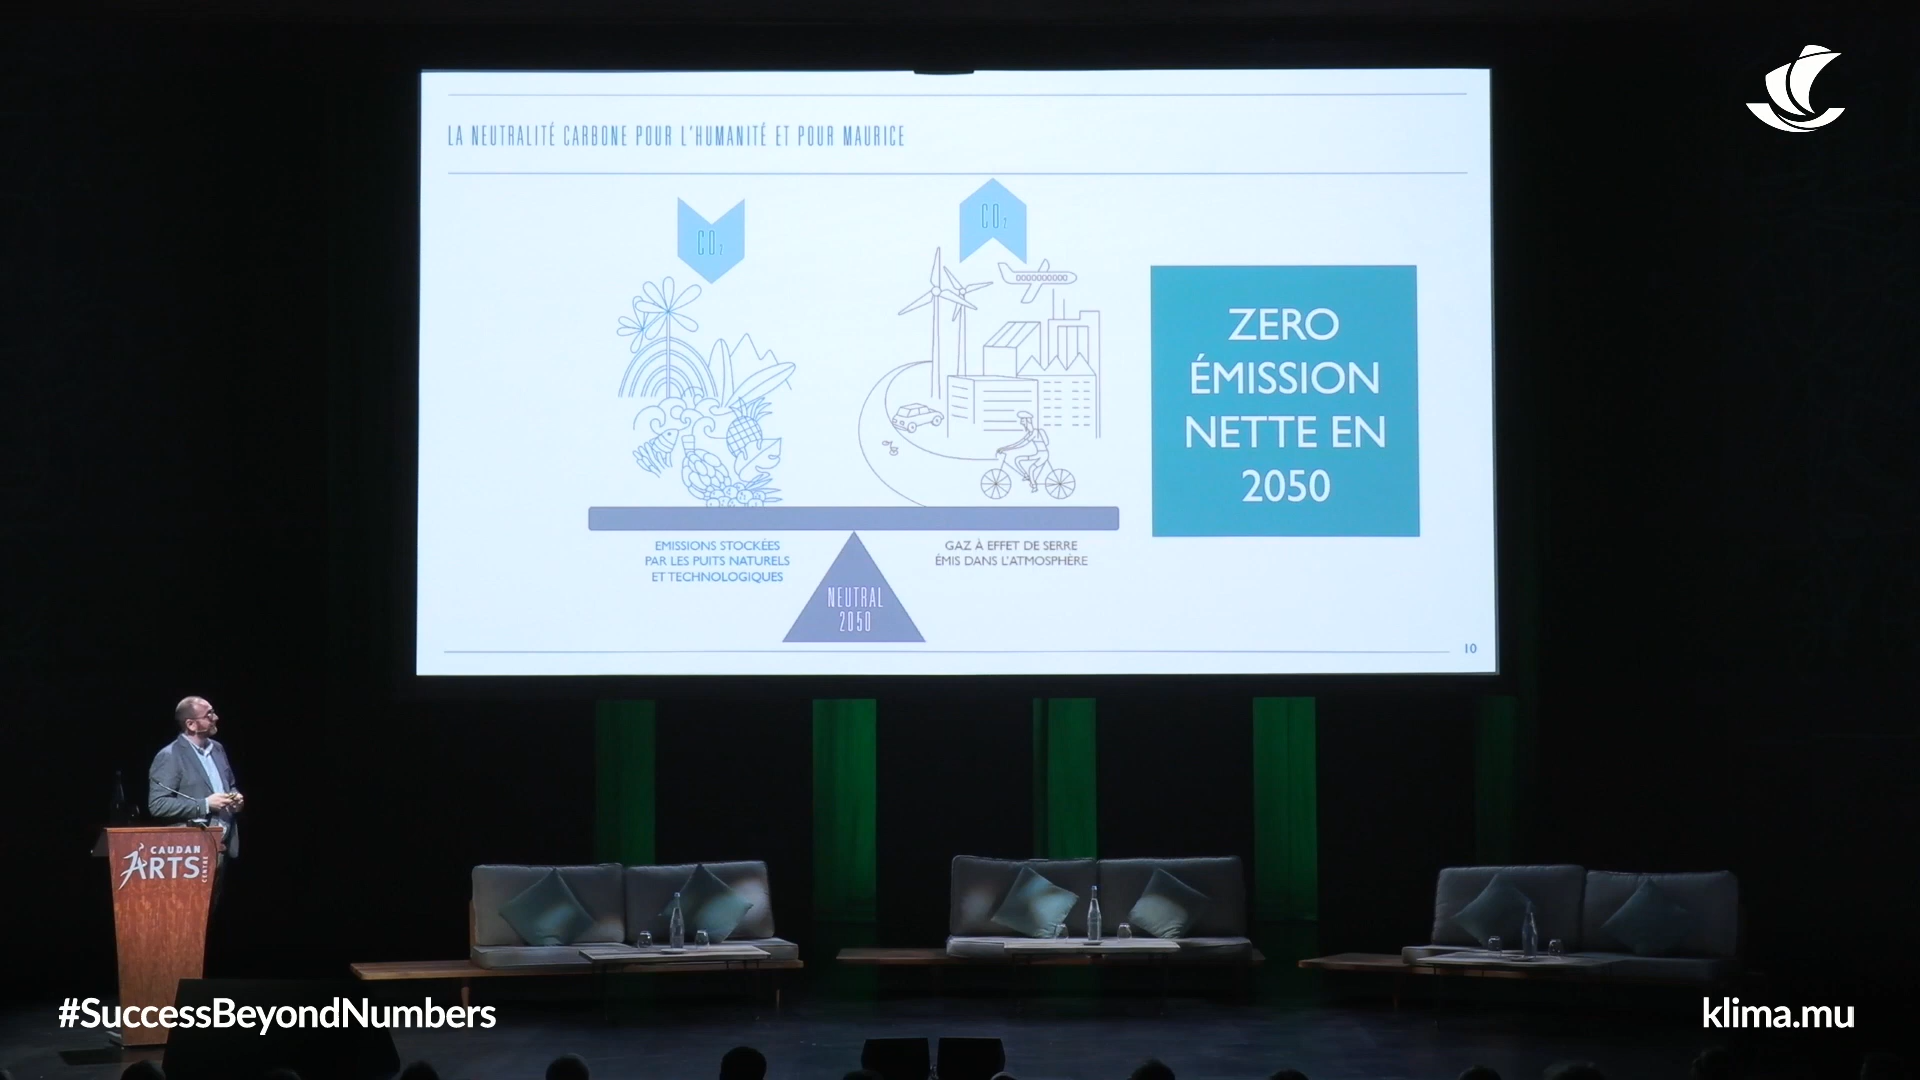 LA NEUTRALITÉ CARBONE POUR L'HUMANITÉ ET POUR MAURICE
CO₂
CO₂
ZERO
ÉMISSION
NETTE EN
2050
EMISSIONS STOCKÉES
PAR LES PUITS NATURELS
ET TECHNOLOGIQUES
GAZ À EFFET DE SERRE
ÉMIS DANS L'ATMOSPHÈRE
NEUTRAL
2050
10
CAUDAN
ARTS
CENTRE
#SuccessBeyondNumbers
klima.mu